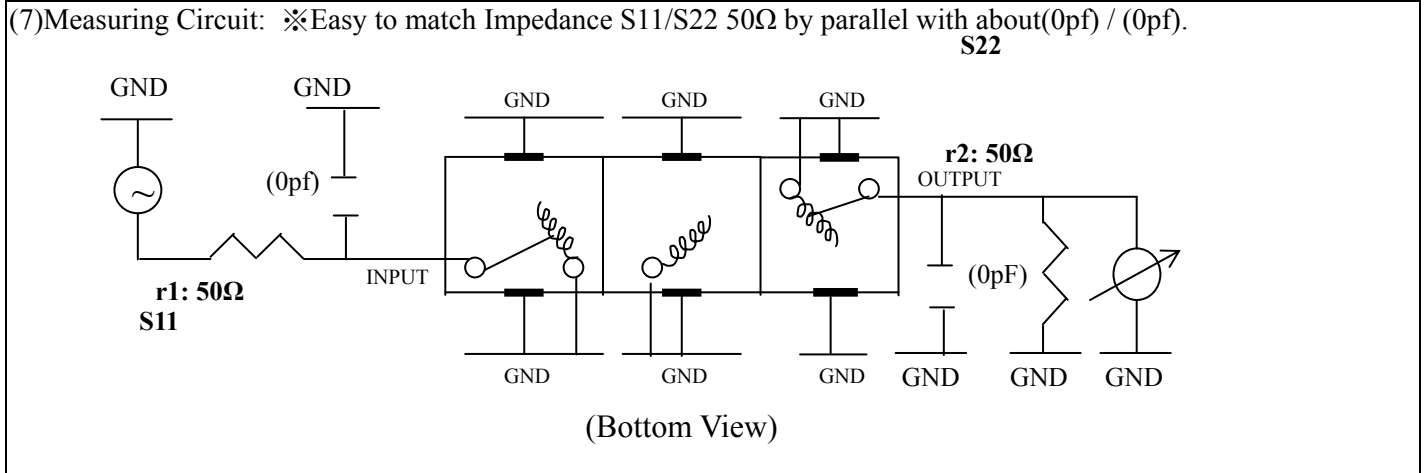 (7)Measuring Circuit: ※Easy to match Impedance S11/S22 50Ω by parallel with about(0pf) / (0pf).
S22
GND
GND
GND
GND
GND
r2: 50Ω
(0pf)
OUTPUT
~
INPUT
(0pF)
r1: 50Ω
S11
GND
GND
GND
GND
GND
GND
(Bottom View)